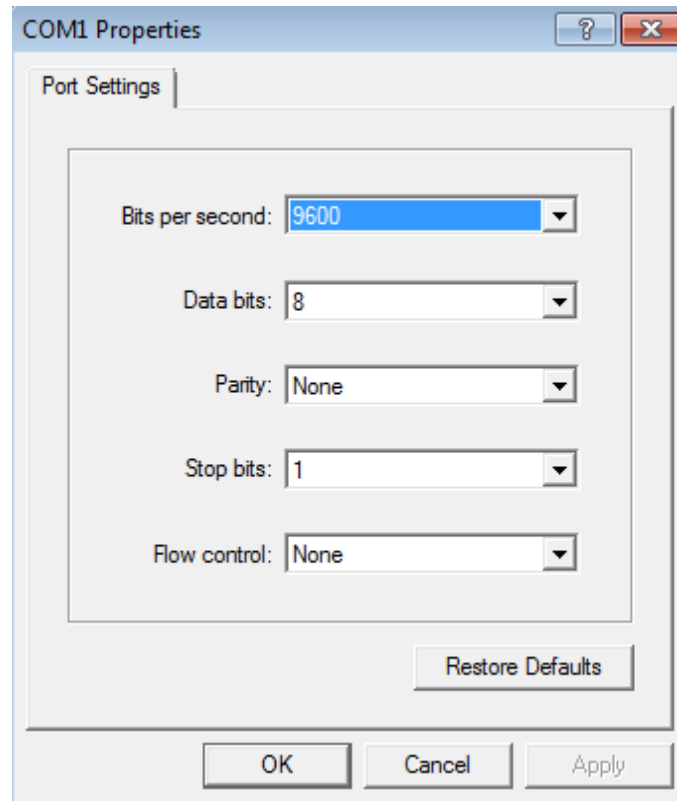 COM1 Properties
Port Settings
Bits per second: 9600
Data bits: 8
Parity: None
Stop bits: 1
Flow control: None
Restore Defaults
OK Cancel Apply